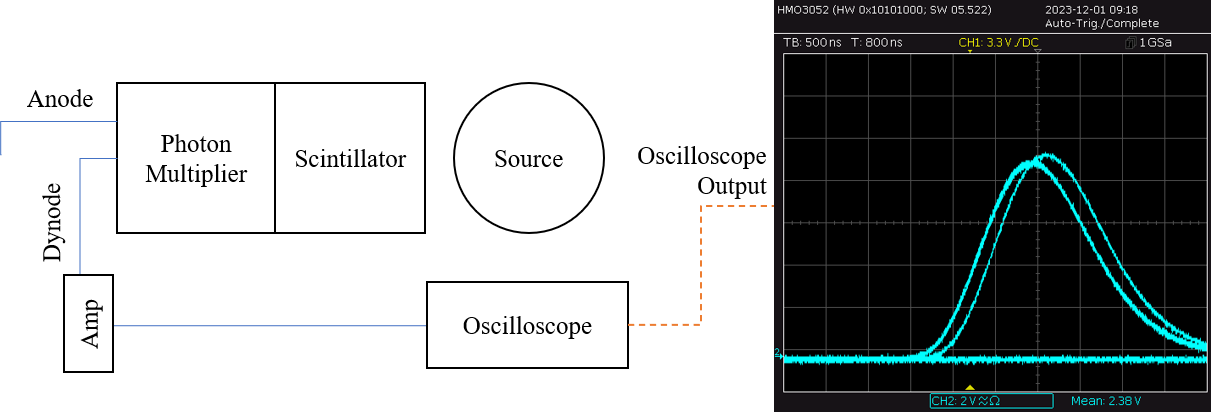 Anode
Photon
Multiplier
Scintillator
Source
Oscilloscope
Output
Dynode
Amp
Oscilloscope
HMO3052 (HW 0x10101000; SW 05.522)
2023-12-01 09:18
Auto-Trig./Complete
TB: 500 ns T: 800 ns
CH1: 3.3 V ⁄ DC
1 GSa
2
CH2: 2 V ≂ Ω
Mean: 2.38 V